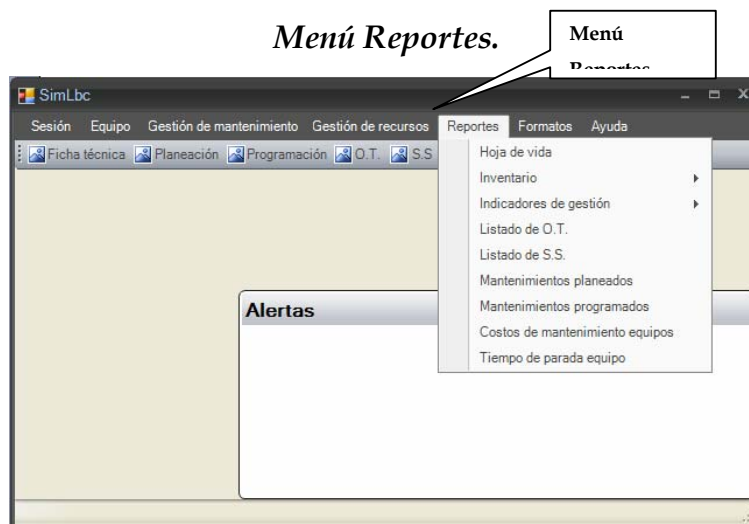 Menú Reportes.
Menú
Reportes
SimLbc
Sesión Equipo Gestión de mantenimiento Gestión de recursos Reportes Formatos Ayuda
Ficha técnica Planeación Programación O.T. S.S
Hoja de vida
Inventario
Indicadores de gestión
Listado de O.T.
Listado de S.S.
Mantenimientos planeados
Mantenimientos programados
Costos de mantenimiento equipos
Tiempo de parada equipo
Alertas